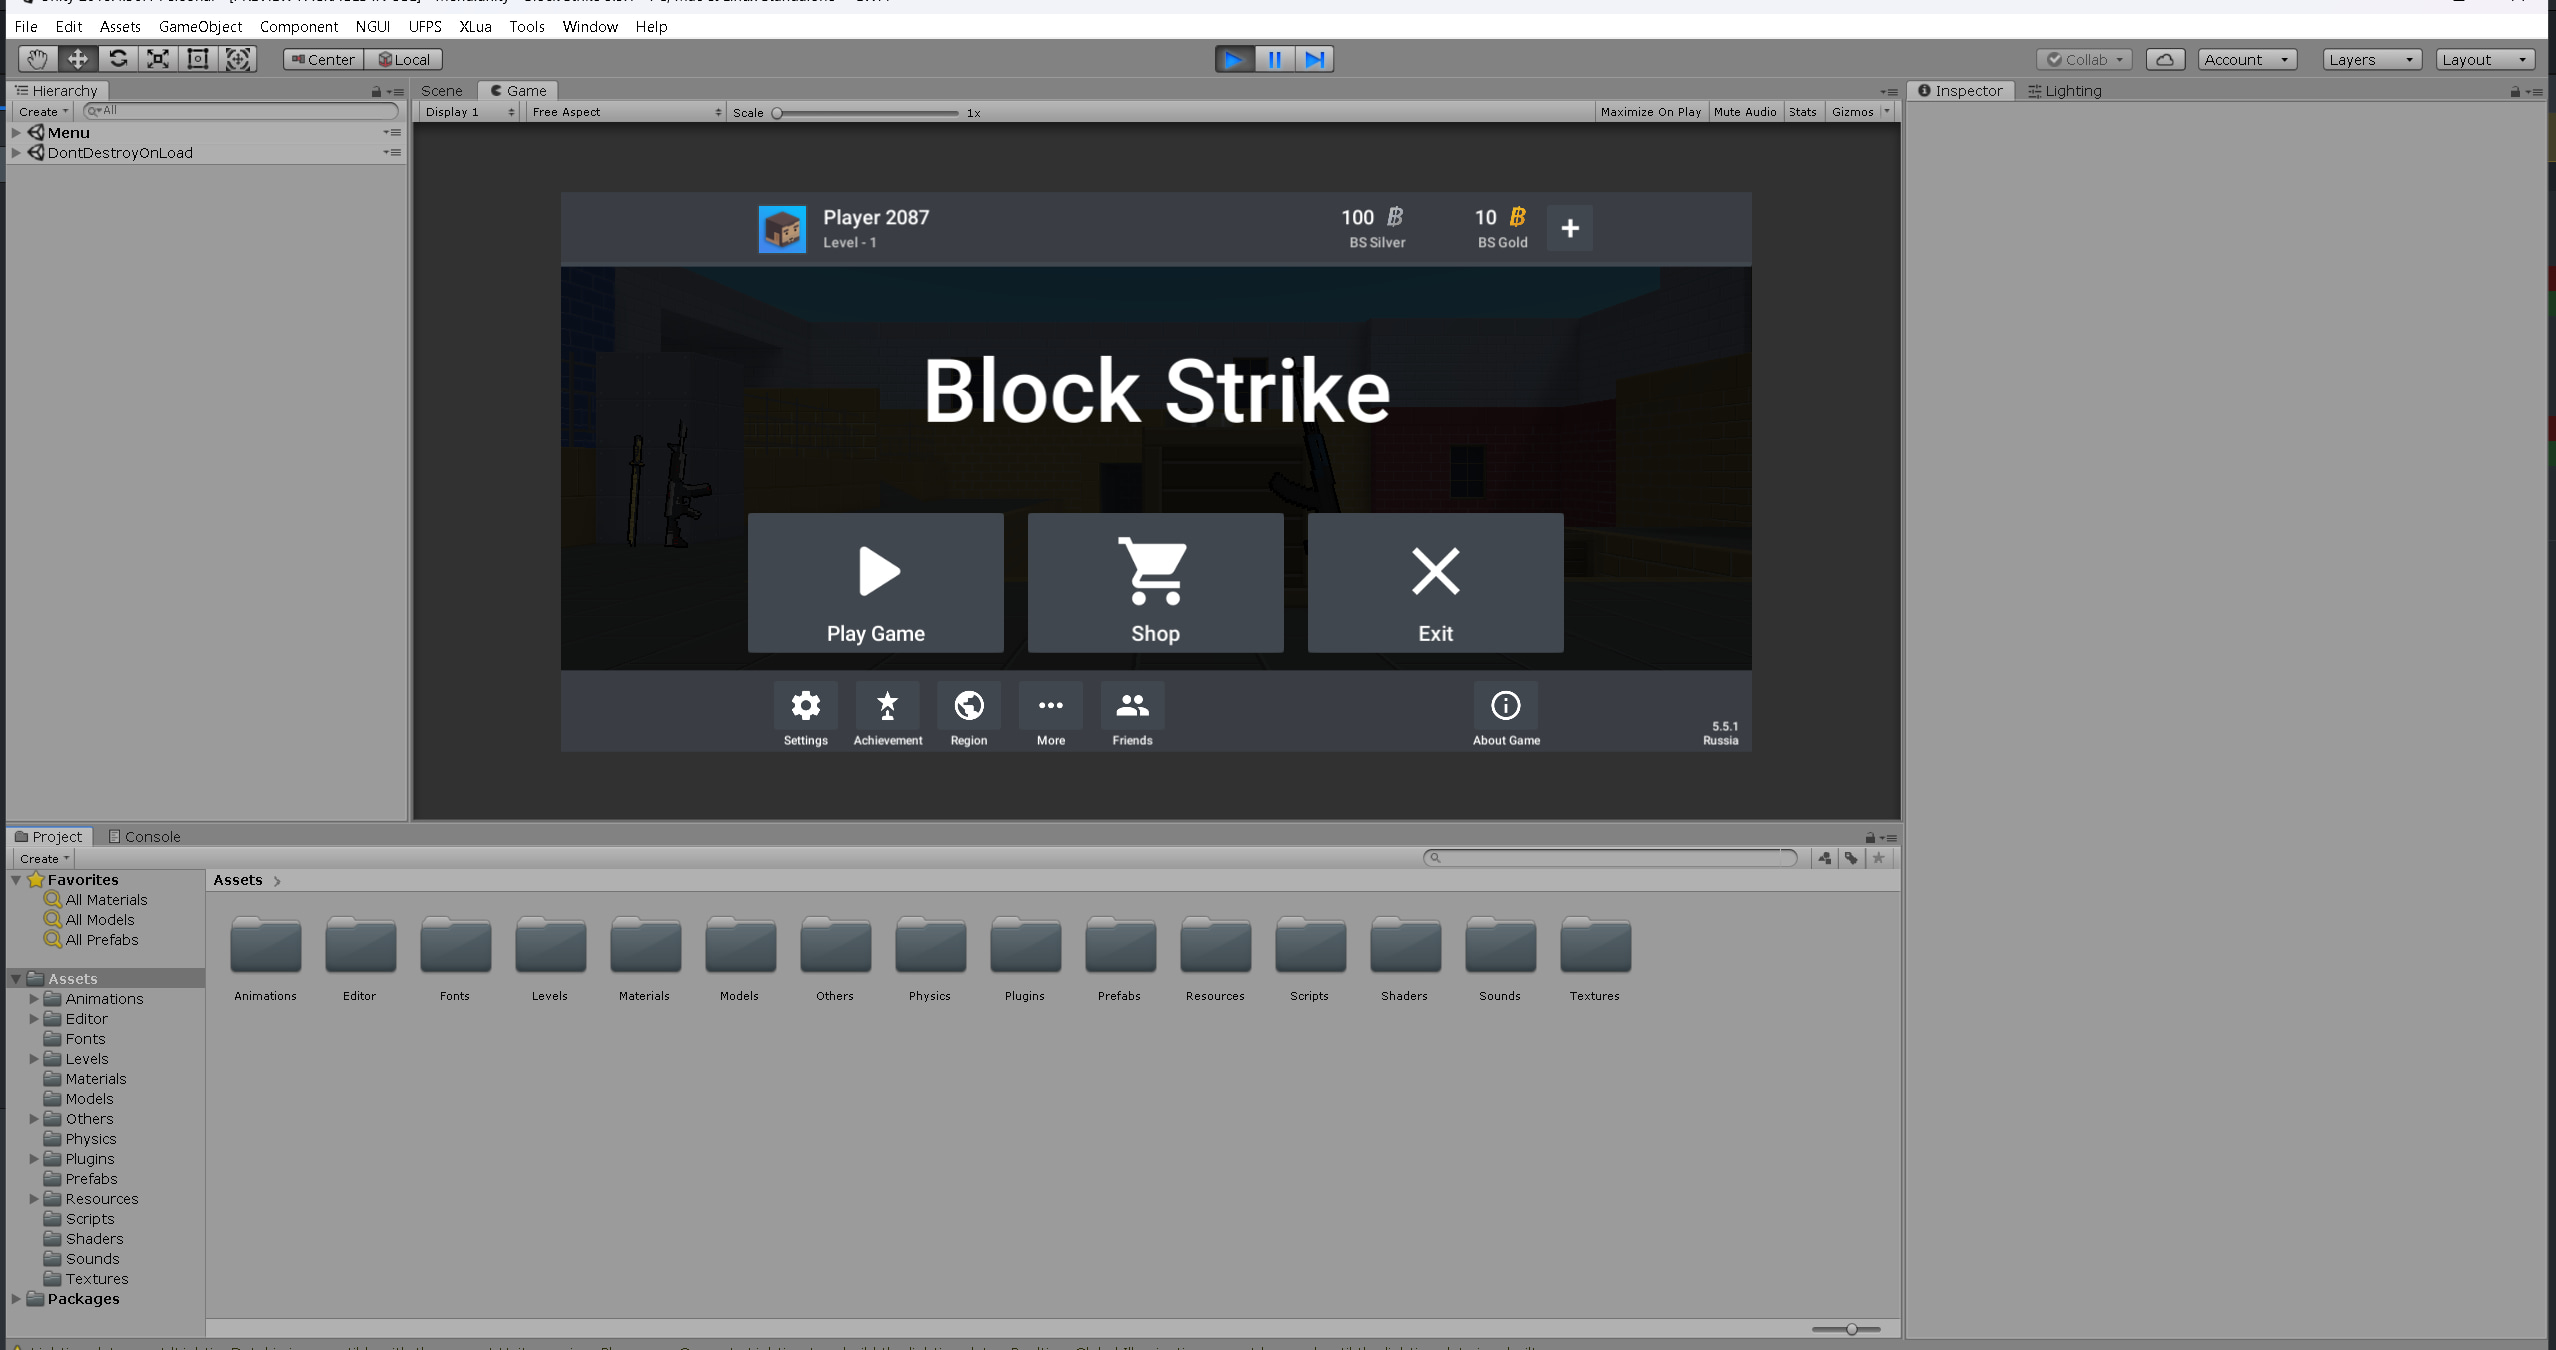 File Edit Assets GameObject Component NGUI UFPS XLua Tools Window Help
Center Local Collab Account Layers Layout
Hierarchy Scene Game Inspector Lighting
Create All Display 1 Free Aspect Scale 1x Maximize On Play Mute Audio Stats Gizmos
Menu
DontDestroyOnLoad
Player 2087 100 10 +
Level - 1 BS Silver BS Gold
Block Strike
Play Game Shop Exit
5.5.1
Settings Achievement Region More Friends About Game Russia
Project Console
Create
Favorites
All Materials
All Models
All Prefabs
Assets
Animations
Editor
Fonts
Levels
Materials
Models
Others
Physics
Plugins
Prefabs
Resources
Scripts
Shaders
Sounds
Textures
Packages
Assets
Animations Editor Fonts Levels Materials Models Others Physics Plugins Prefabs Resources Scripts Shaders Sounds Textures